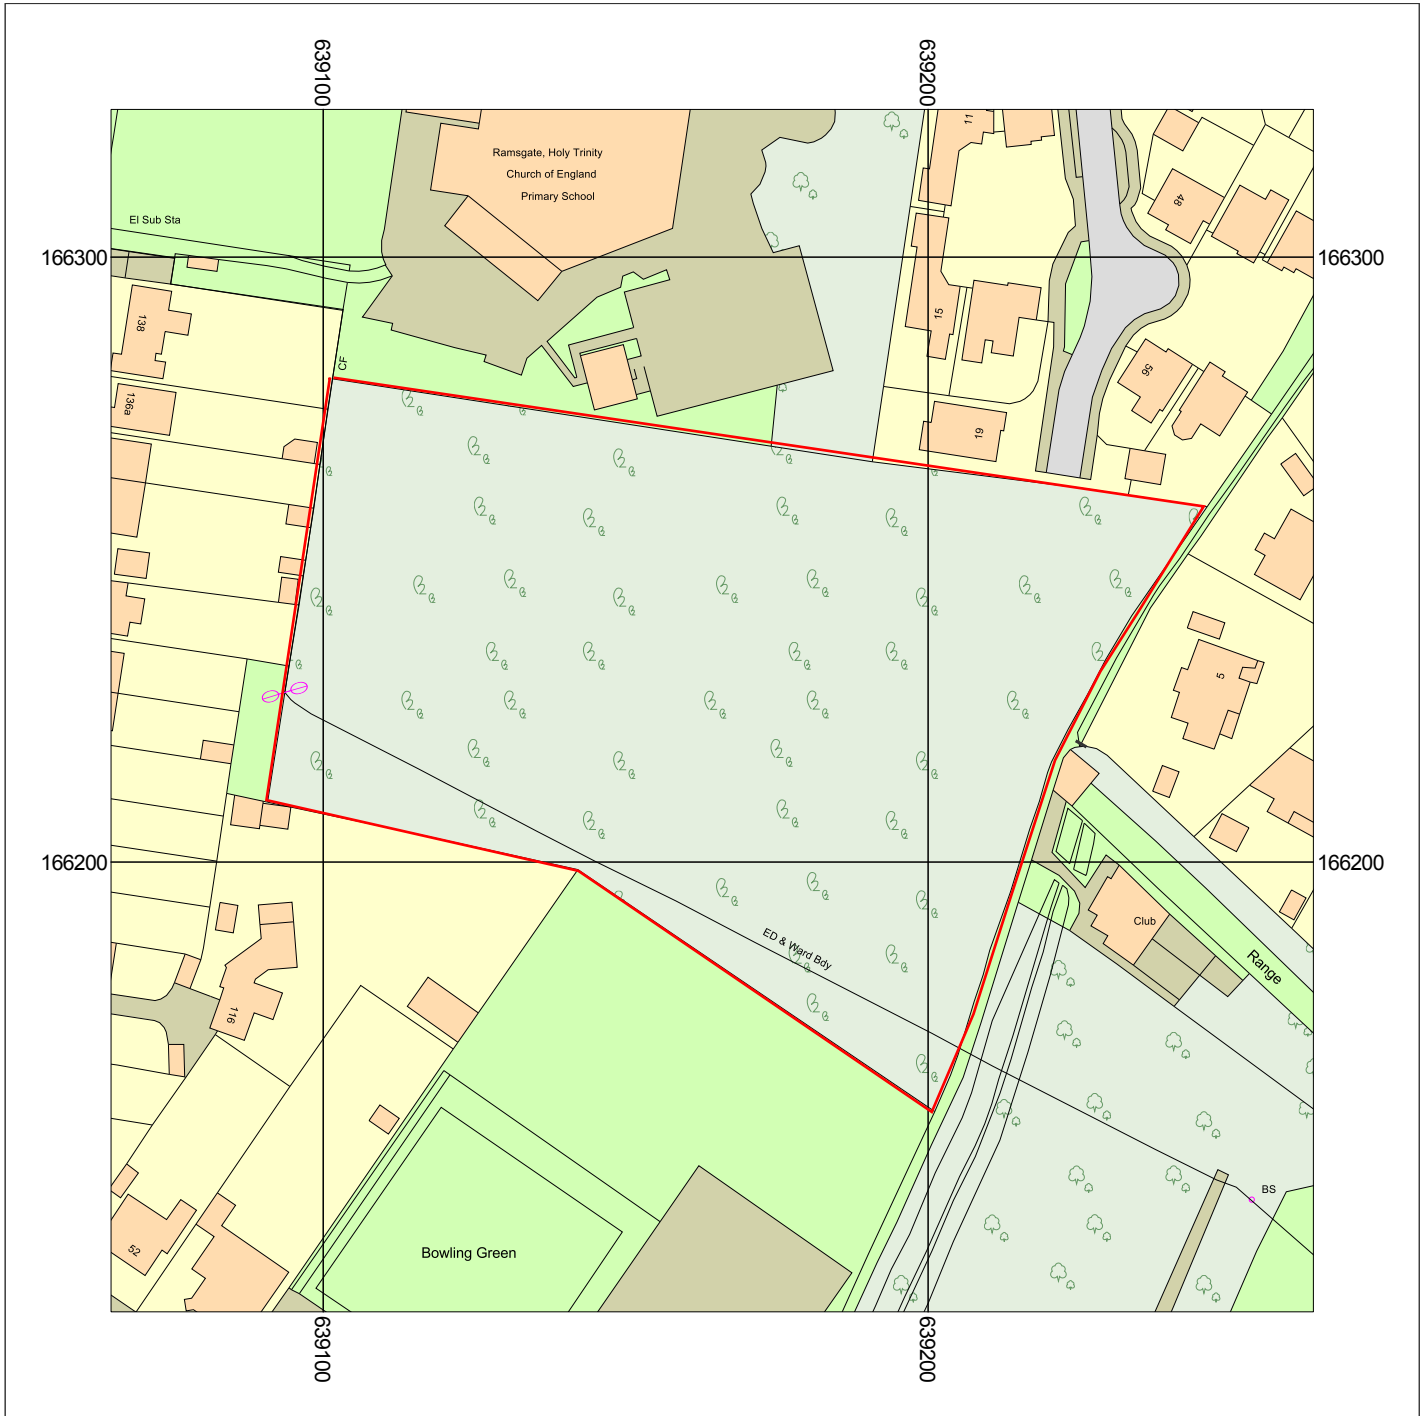 639100
639200
11
Ramsgate, Holy Trinity
Church of England
Primary School
48
El Sub Sta
166300
166300
138
15
CF
56
136a
19
5
166200
166200
Club
ED & Ward Bdy
Range
116
BS
52
Bowling Green
639100
639200